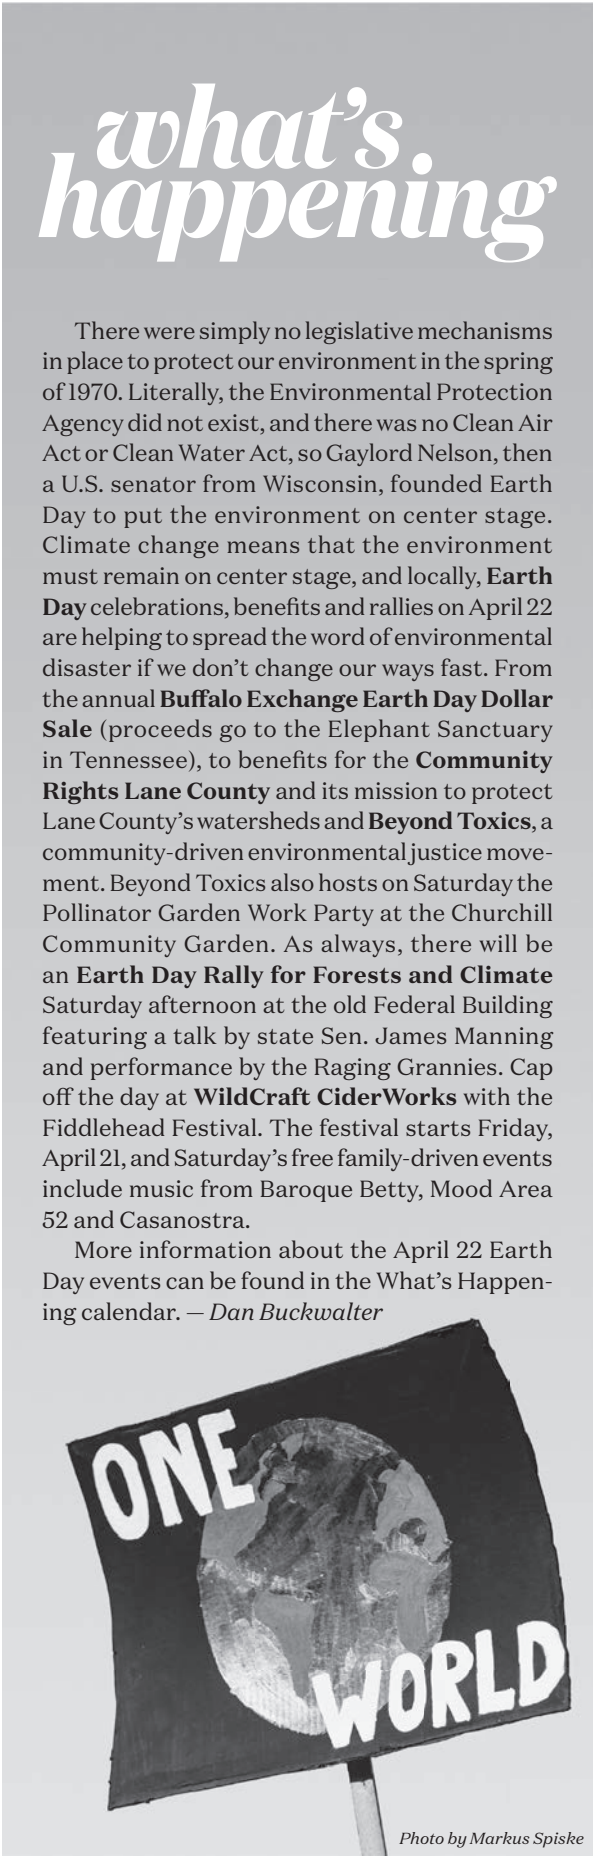 what's
happening
There were simply no legislative mechanisms
in place to protect our environment in the spring
of 1970. Literally, the Environmental Protection
Agency did not exist, and there was no Clean Air
Act or Clean Water Act, so Gaylord Nelson, then
a U.S. senator from Wisconsin, founded Earth
Day to put the environment on center stage.
Climate change means that the environment
must remain on center stage, and locally, Earth
Day celebrations, benefits and rallies on April 22
are helping to spread the word of environmental
disaster if we don't change our ways fast. From
the annual Buffalo Exchange Earth Day Dollar
Sale (proceeds go to the Elephant Sanctuary
in Tennessee), to benefits for the Community
Rights Lane County and its mission to protect
Lane County's watersheds and Beyond Toxics, a
community-driven environmental justice move-
ment. Beyond Toxics also hosts on Saturday the
Pollinator Garden Work Party at the Churchill
Community Garden. As always, there will be
an Earth Day Rally for Forests and Climate
Saturday afternoon at the old Federal Building
featuring a talk by state Sen. James Manning
and performance by the Raging Grannies. Cap
off the day at WildCraft CiderWorks with the
Fiddlehead Festival. The festival starts Friday,
April 21, and Saturday's free family-driven events
include music from Baroque Betty, Mood Area
52 and Casanostra.
More information about the April 22 Earth
Day events can be found in the What's Happen-
ing calendar. — Dan Buckwalter
ONE
WORLD
Photo by Markus Spiske